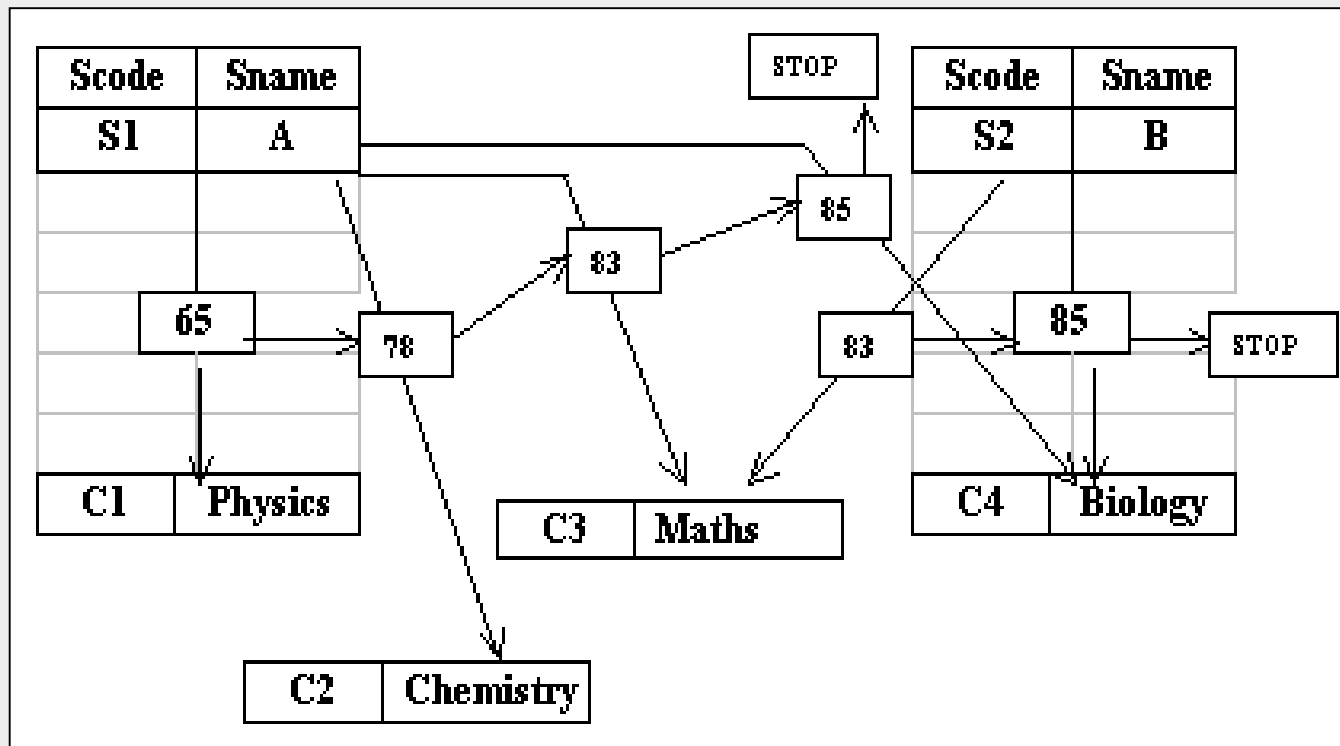 STOP
Scode Sname Scode Sname
S1 A S2 B
85
83
65 85
78 83 STOP
C1 Physics C4 Biology
C3 Maths
C2 Chemistry